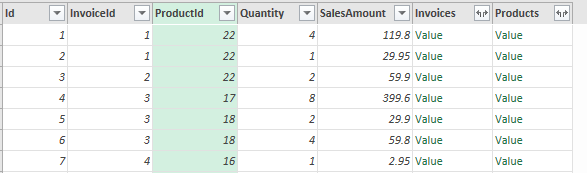 Id InvoiceId ProductId Quantity SalesAmount Invoices Products
1 1 22 4 119.8 Value Value
2 1 22 1 29.95 Value Value
3 2 22 2 59.9 Value Value
4 3 17 8 399.6 Value Value
5 3 18 2 29.9 Value Value
6 3 18 4 59.8 Value Value
7 4 16 1 2.95 Value Value